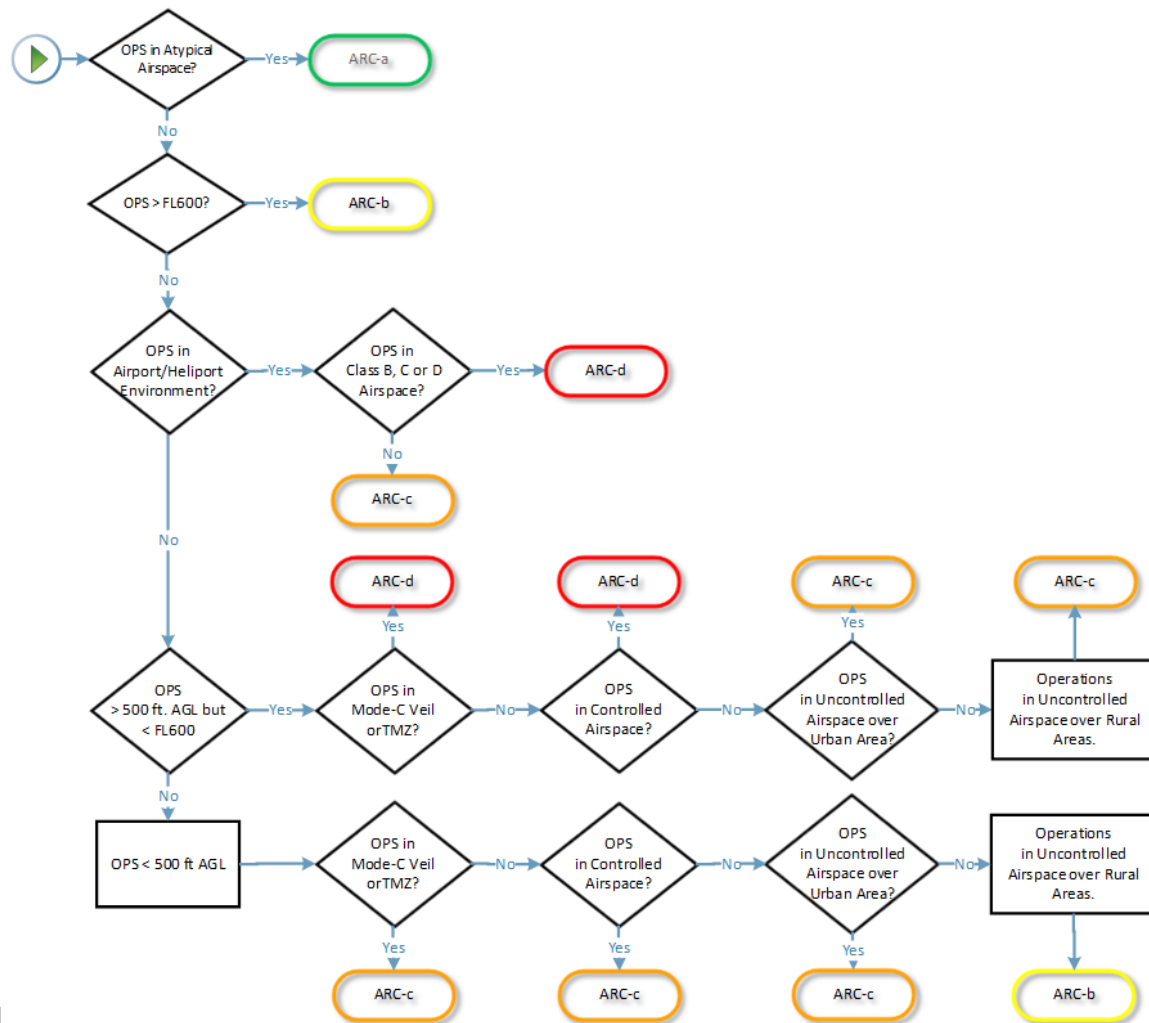 OPS in Atypical
Airspace?
Yes
ARC-a
No
OPS > FL600?
Yes
ARC-b
No
OPS in
Airport/Heliport
Environment?
Yes
OPS in
Class B, C or D
Airspace?
Yes
ARC-d
No
ARC-c
No
ARC-d
ARC-d
ARC-c
ARC-c
Yes
Yes
Yes
OPS
> 500 ft. AGL but
< FL600
Yes
OPS in
Mode-C Veil
or TMZ?
No
OPS
in Controlled
Airspace?
No
OPS
in Uncontrolled
Airspace over
Urban Area?
No
Operations
in Uncontrolled
Airspace over Rural
Areas.
No
OPS < 500 ft AGL
OPS in
Mode-C Veil
or TMZ?
No
OPS
in Controlled
Airspace?
No
OPS
in Uncontrolled
Airspace over
Urban Area?
No
Operations
in Uncontrolled
Airspace over Rural
Areas.
Yes
Yes
Yes
ARC-c
ARC-c
ARC-c
ARC-b